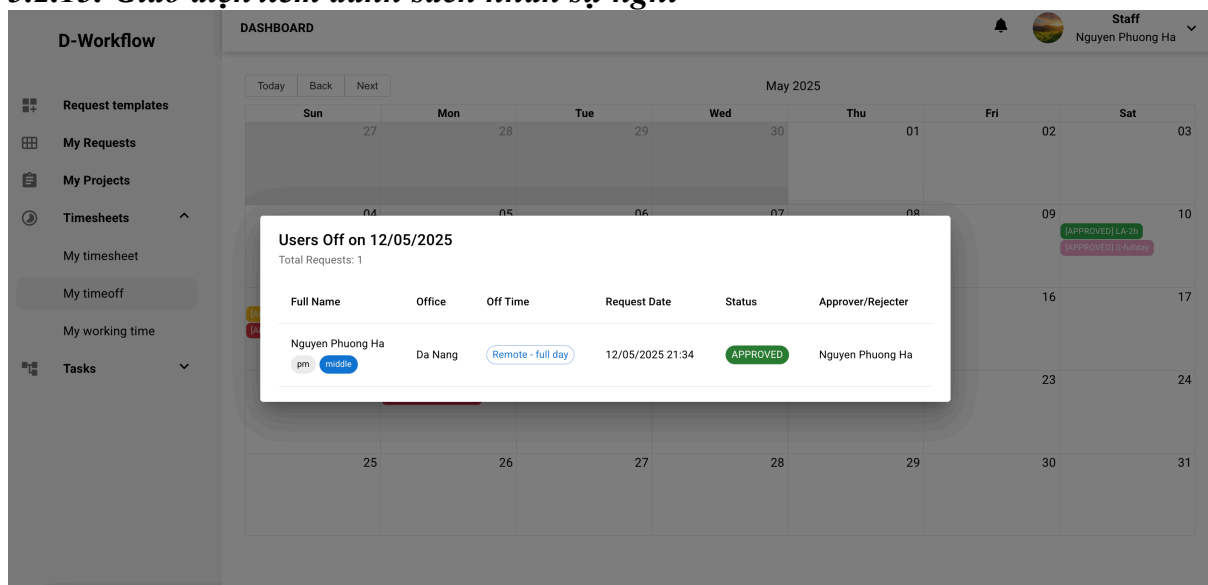 D-Workflow
DASHBOARD
Staff
Nguyen Phuong Ha
Request templates
My Requests
My Projects
Timesheets
My timesheet
My timeoff
My working time
Tasks
Today Back Next
May 2025
Sun Mon Tue Wed Thu Fri Sat
27 28 29 30 01 02 03
04 05 06 07 08 09 10
[APPROVED] LA-2h
[APPROVED] S-fullday
Users Off on 12/05/2025
Total Requests: 1
Full Name Office Off Time Request Date Status Approver/Rejecter
Nguyen Phuong Ha Da Nang Remote - full day 12/05/2025 21:34 APPROVED Nguyen Phuong Ha
pm middle
16 17
23 24
25 26 27 28 29 30 31